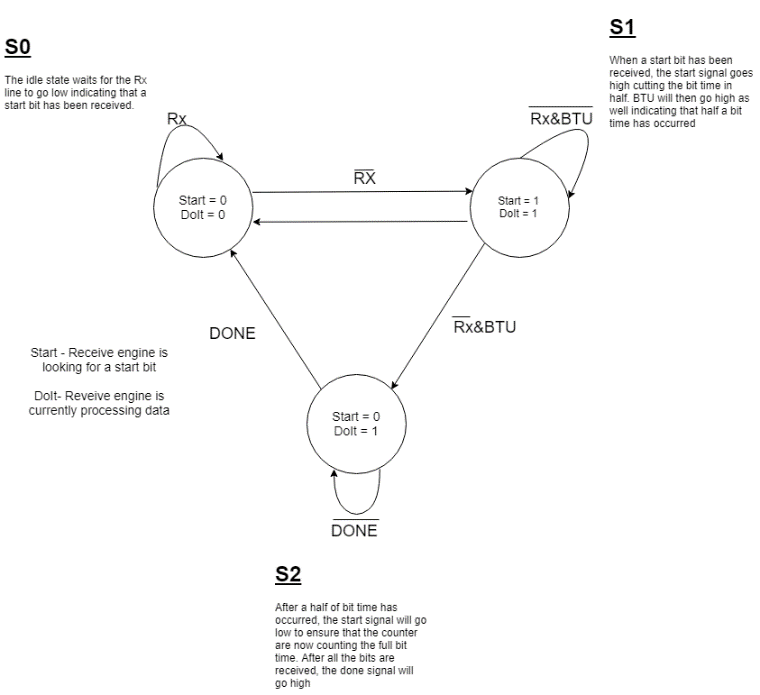 S0
The idle state waits for the Rx
line to go low indicating that a
start bit has been received.
S1
When a start bit has been
received, the start signal goes
high cutting the bit time in
half. BTU will then go high as
well indicating that half a bit
time has occurred
Rx
R̅X̅
R̅x̅&̅B̅T̅U̅
Start = 0
DoIt = 0
Start = 1
DoIt = 1
DONE
R̅x&BTU
Start - Receive engine is
looking for a start bit
DoIt- Reveive engine is
currently processing data
Start = 0
DoIt = 1
D̅O̅N̅E̅
S2
After a half of bit time has
occurred, the start signal will go
low to ensure that the counter
are now counting the full bit
time. After all the bits are
received, the done signal will
go high